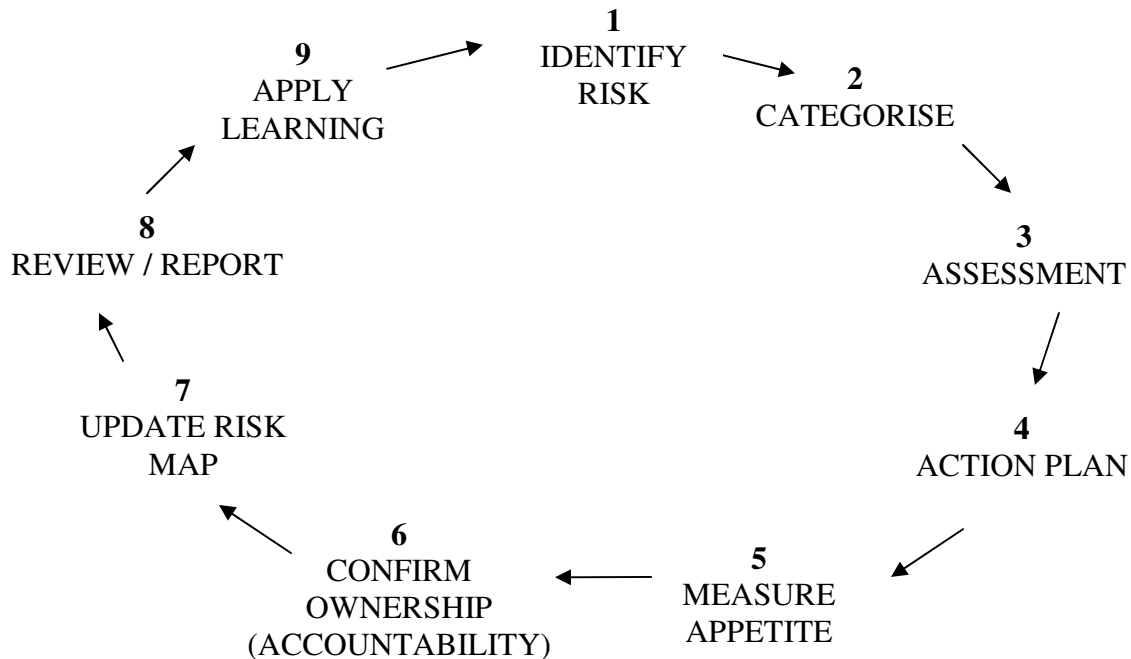 1
IDENTIFY
RISK
2
CATEGORISE
3
ASSESSMENT
4
ACTION PLAN
5
MEASURE
APPETITE
6
CONFIRM
OWNERSHIP
(ACCOUNTABILITY)
7
UPDATE RISK
MAP
8
REVIEW / REPORT
9
APPLY
LEARNING